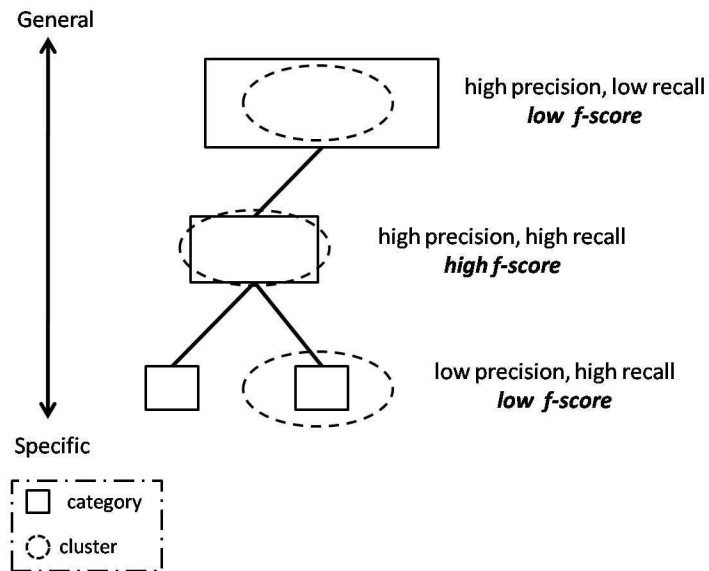 General
high precision, low recall
low f-score
high precision, high recall
high f-score
low precision, high recall
low f-score
Specific
category
cluster